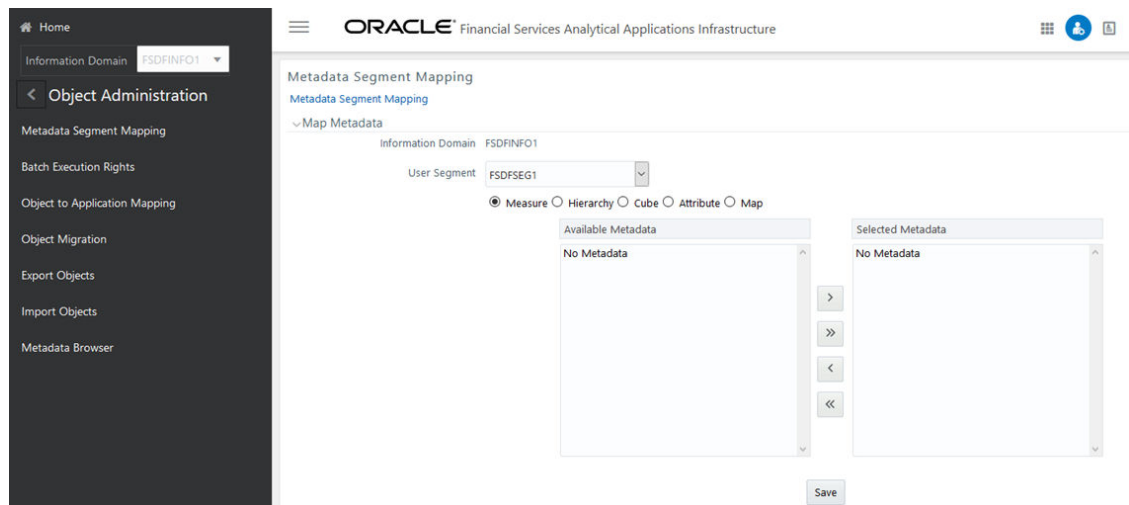 Home
Information Domain FSDFINFO1
Object Administration
Metadata Segment Mapping
Batch Execution Rights
Object to Application Mapping
Object Migration
Export Objects
Import Objects
Metadata Browser
ORACLE® Financial Services Analytical Applications Infrastructure
Metadata Segment Mapping
Metadata Segment Mapping
Map Metadata
Information Domain FSDFINFO1
User Segment FSDFSEG1
Measure Hierarchy Cube Attribute Map
Available Metadata Selected Metadata
No Metadata No Metadata
Save